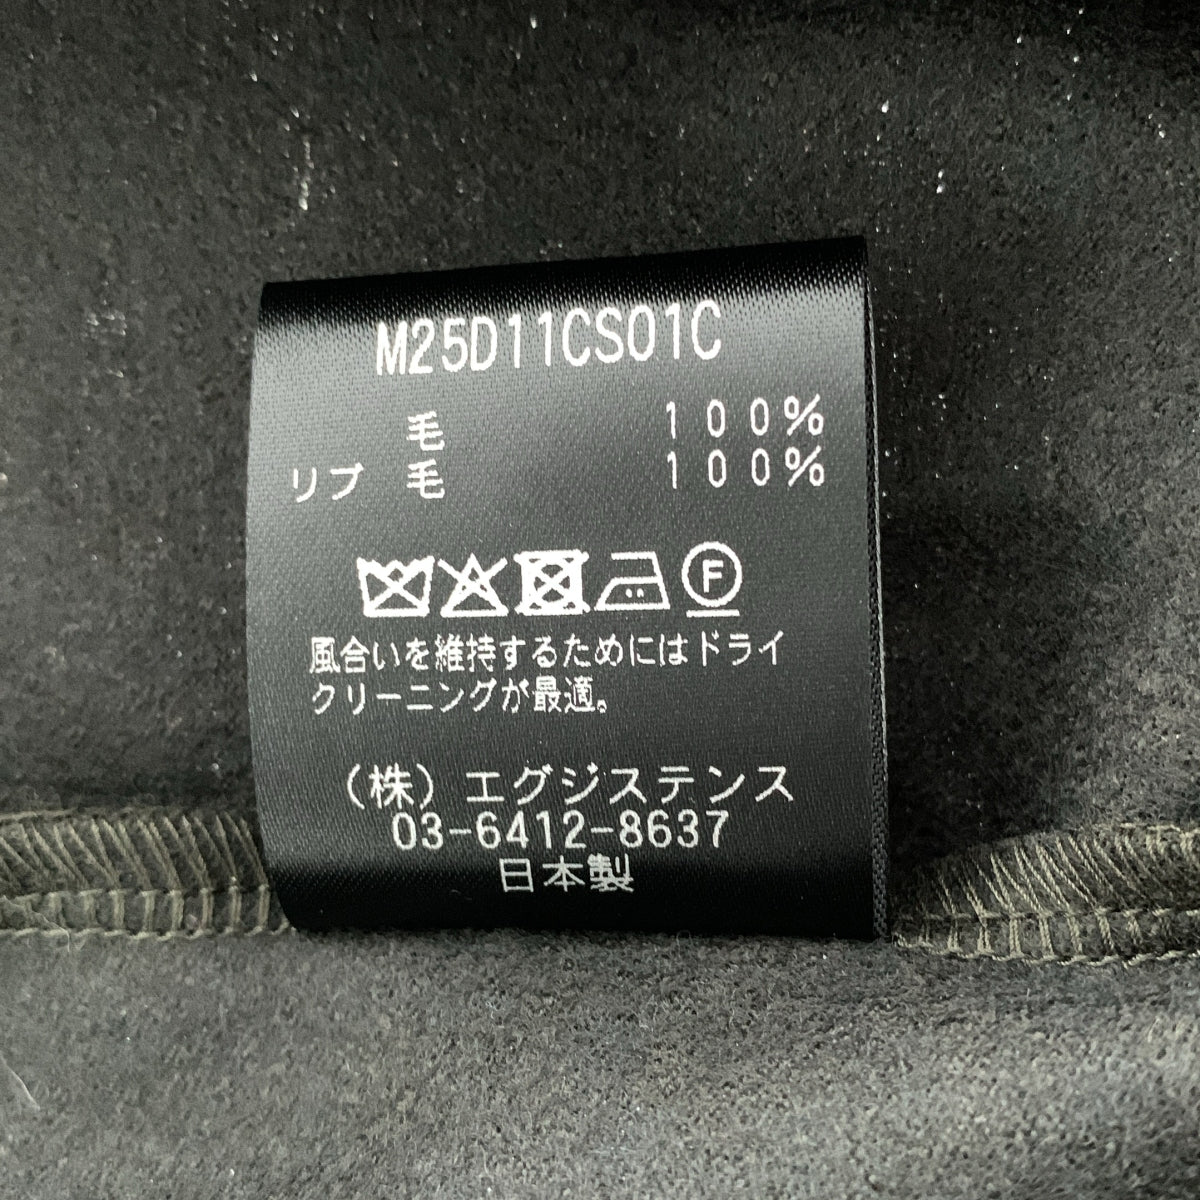 M25D11CS01C
毛 100%
リブ 毛 100%
F
風合いを維持するためにはドライ
クリーニングが最適。
(株)エグジステンス
03-6412-8637
日本製